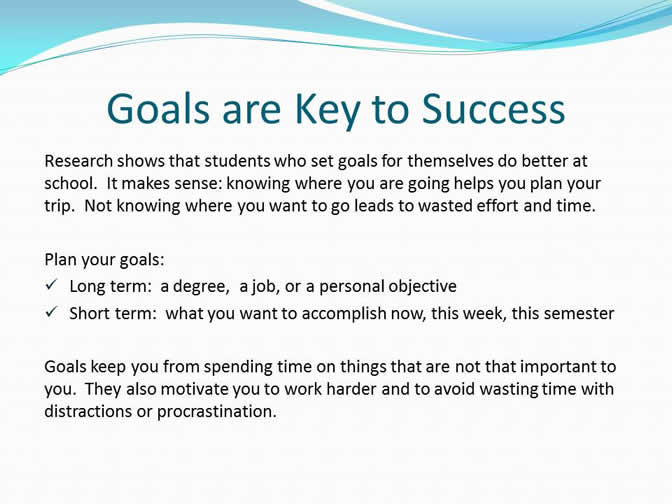 Goals are Key to Success
Research shows that students who set goals for themselves do better at
school.  It makes sense: knowing where you are going helps you plan your
trip.  Not knowing where you want to go leads to wasted effort and time.
Plan your goals:
✓ Long term:  a degree,  a job, or a personal objective
✓ Short term:  what you want to accomplish now, this week, this semester
Goals keep you from spending time on things that are not that important to
you.  They also motivate you to work harder and to avoid wasting time with
distractions or procrastination.